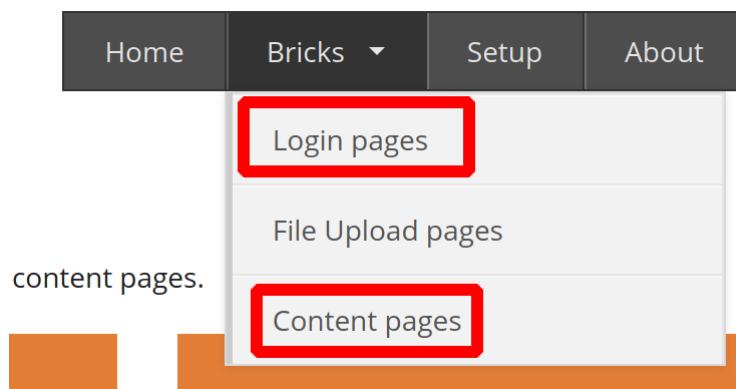 Home Bricks Setup About
Login pages
File Upload pages
content pages.
Content pages